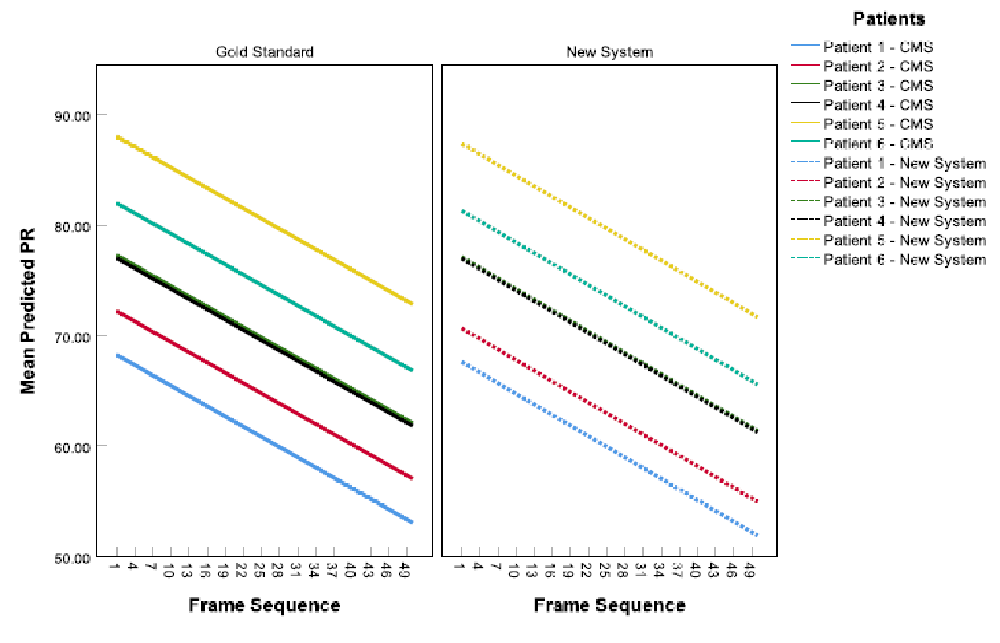 Patients
Patient 1 - CMS
Patient 2 - CMS
Patient 3 - CMS
Patient 4 - CMS
Patient 5 - CMS
Patient 6 - CMS
Patient 1 - New System
Patient 2 - New System
Patient 3 - New System
Patient 4 - New System
Patient 5 - New System
Patient 6 - New System
Gold Standard
New System
Mean Predicted PR
90.00
80.00
70.00
60.00
50.00
1 4 7 10 13 16 19 22 25 28 31 34 37 40 43 46 49
1 4 7 10 13 16 19 22 25 28 31 34 37 40 43 46 49
Frame Sequence
Frame Sequence